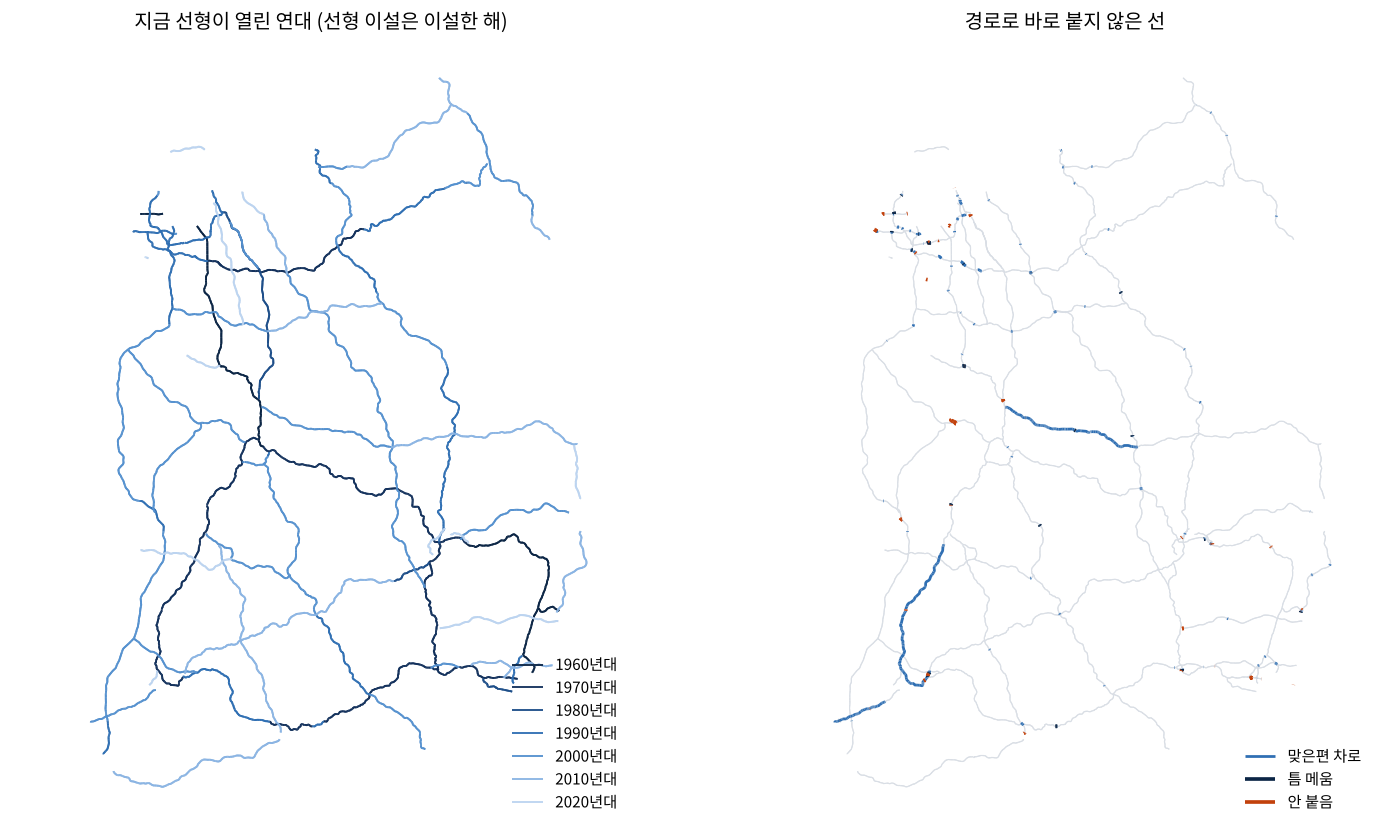 지금 선형이 열린 연대 (선형 이설은 이설한 해)
1960년대
1970년대
1980년대
1990년대
2000년대
2010년대
2020년대
경로로 바로 붙지 않은 선
맞은편 차로
틈 메움
안 붙음